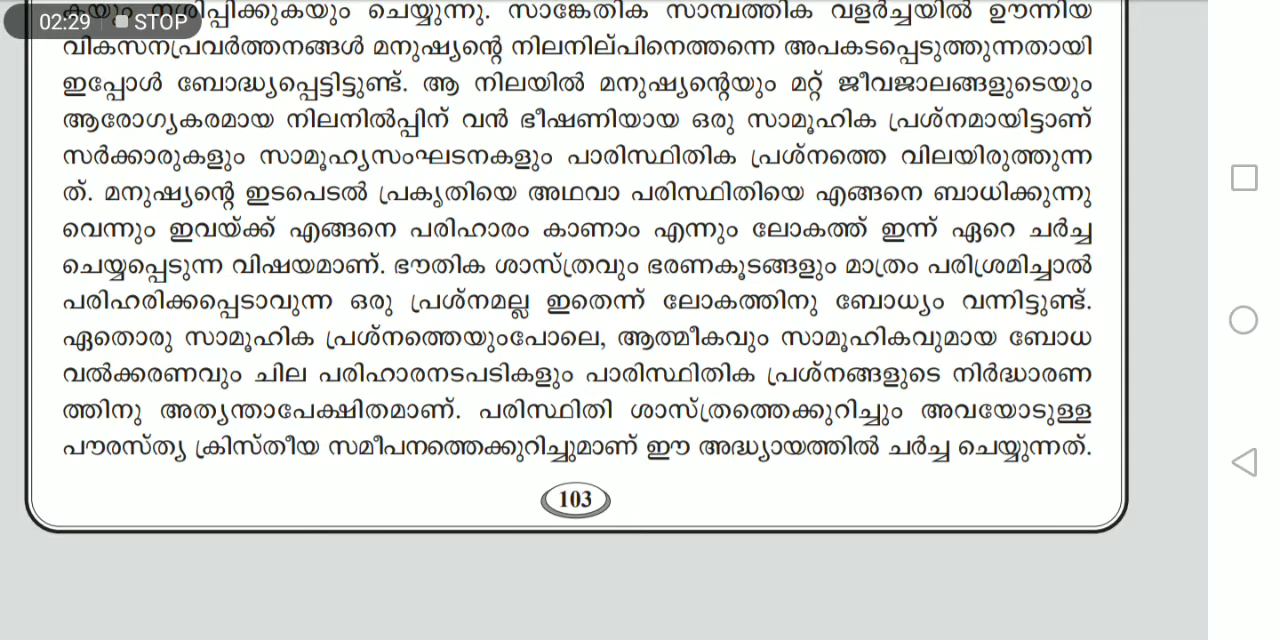 കയും നശിപ്പിക്കുകയും ചെയ്യുന്നു. സാങ്കേതിക സാമ്പത്തിക വളർച്ചയിൽ ഊന്നിയ
02:29 STOP
വികസനപ്രവർത്തനങ്ങൾ മനുഷ്യന്റെ നിലനില്പിനെത്തന്നെ അപകടപ്പെടുത്തുന്നതായി
ഇപ്പോൾ ബോദ്ധ്യപ്പെട്ടിട്ടുണ്ട്. ആ നിലയിൽ മനുഷ്യന്റെയും മറ്റ് ജീവജാലങ്ങളുടെയും
ആരോഗ്യകരമായ നിലനിൽപ്പിന് വൻ ഭീഷണിയായ ഒരു സാമൂഹിക പ്രശ്നമായിട്ടാണ്
സർക്കാരുകളും സാമൂഹ്യസംഘടനകളും പാരിസ്ഥിതിക പ്രശ്നത്തെ വിലയിരുത്തുന്ന
ത്. മനുഷ്യന്റെ ഇടപെടൽ പ്രകൃതിയെ അഥവാ പരിസ്ഥിതിയെ എങ്ങനെ ബാധിക്കുന്നു
വെന്നും ഇവയ്ക്ക് എങ്ങനെ പരിഹാരം കാണാം എന്നും ലോകത്ത് ഇന്ന് ഏറെ ചർച്ച
ചെയ്യപ്പെടുന്ന വിഷയമാണ്. ഭൗതിക ശാസ്ത്രവും ഭരണകൂടങ്ങളും മാത്രം പരിശ്രമിച്ചാൽ
പരിഹരിക്കപ്പെടാവുന്ന ഒരു പ്രശ്നമല്ല ഇതെന്ന് ലോകത്തിനു ബോധ്യം വന്നിട്ടുണ്ട്.
ഏതൊരു സാമൂഹിക പ്രശ്നത്തെയുംപോലെ, ആത്മീകവും സാമൂഹികവുമായ ബോധ
വൽക്കരണവും ചില പരിഹാരനടപടികളും പാരിസ്ഥിതിക പ്രശ്നങ്ങളുടെ നിർദ്ധാരണ
ത്തിനു അത്യന്താപേക്ഷിതമാണ്. പരിസ്ഥിതി ശാസ്ത്രത്തെക്കുറിച്ചും അവയോടുള്ള
പൗരസ്ത്യ ക്രിസ്തീയ സമീപനത്തെക്കുറിച്ചുമാണ് ഈ അദ്ധ്യായത്തിൽ ചർച്ച ചെയ്യുന്നത്.
103